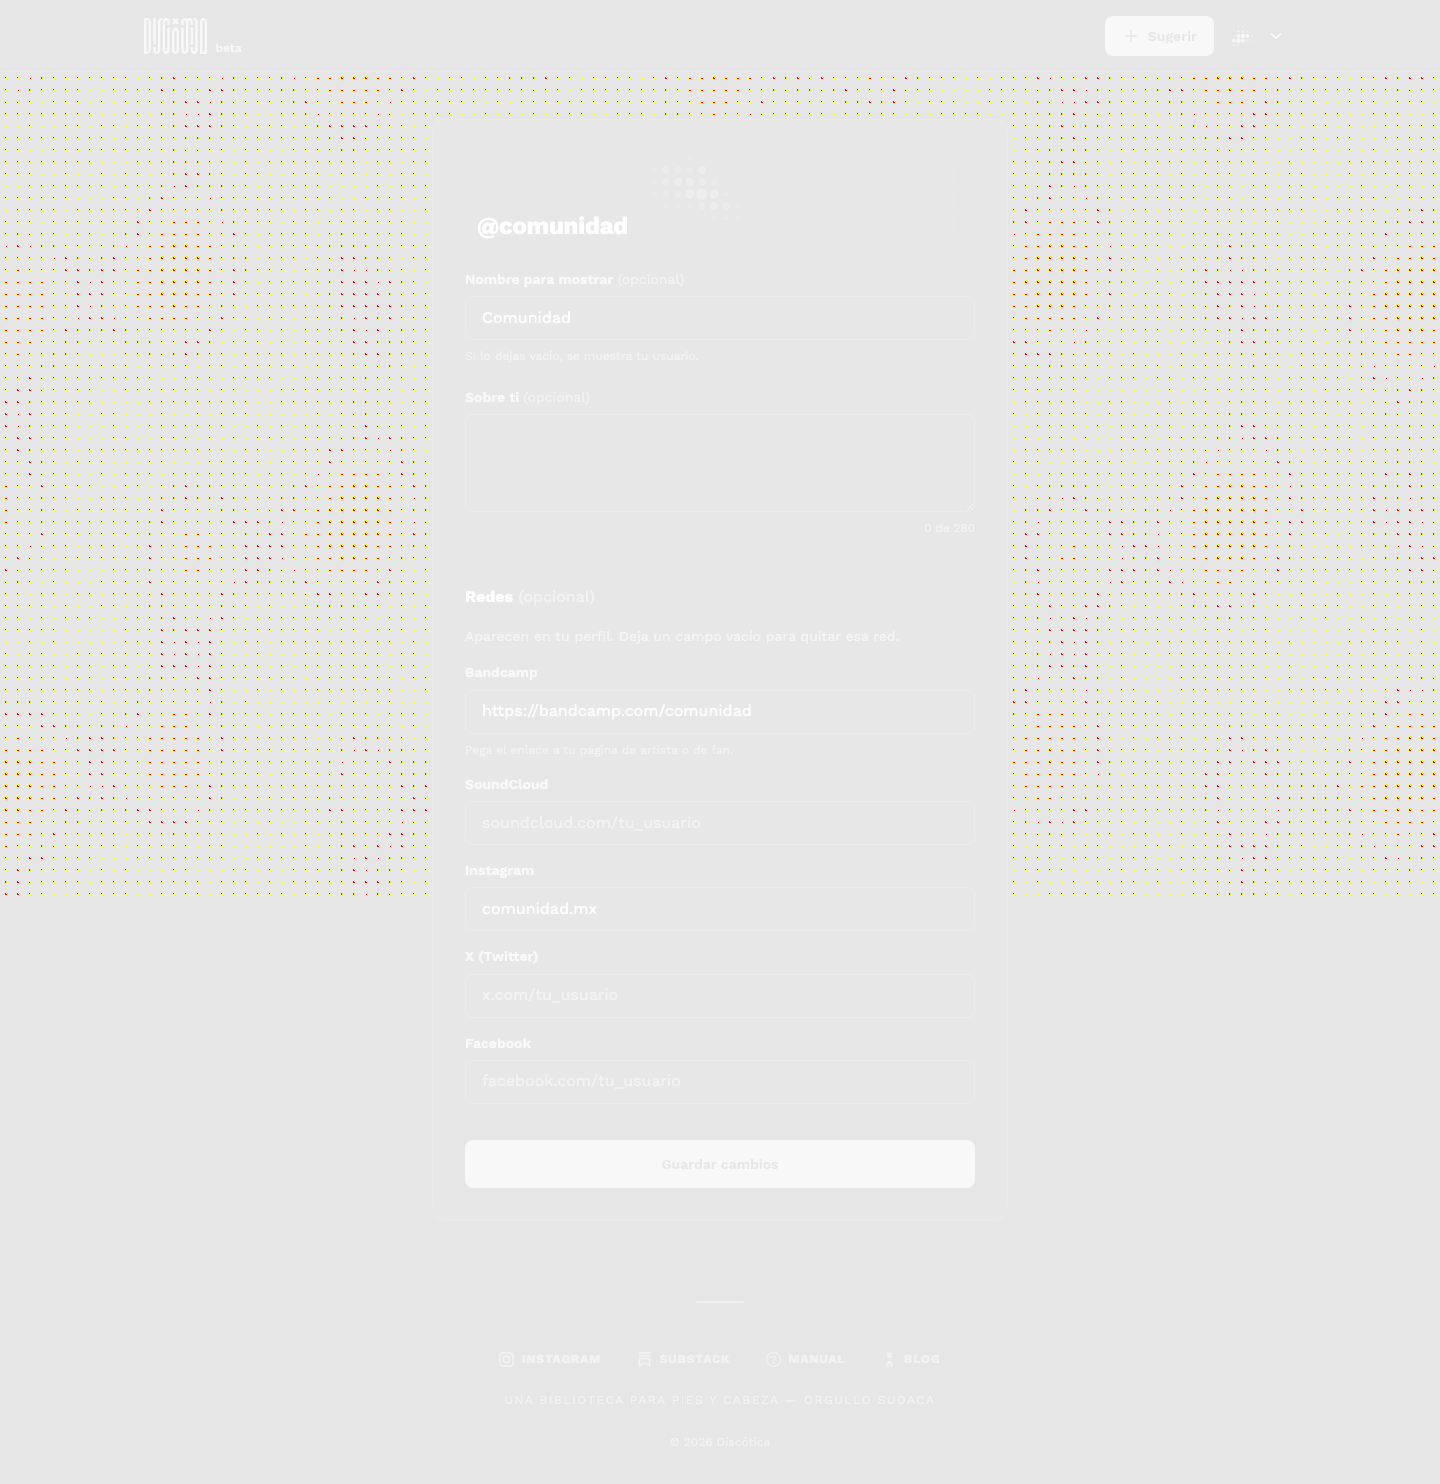 beta
Sugerir
@comunidad
Nombre para mostrar (opcional)
Comunidad
Si lo dejas vacío, se muestra tu usuario.
Sobre ti (opcional)
0 de 280
Redes (opcional)
Aparecen en tu perfil. Deja un campo vacío para quitar esa red.
Bandcamp
https://bandcamp.com/comunidad
Pega el enlace a tu página de artista o de fan.
SoundCloud
soundcloud.com/tu_usuario
Instagram
comunidad.mx
X (Twitter)
x.com/tu_usuario
Facebook
facebook.com/tu_usuario
Guardar cambios
INSTAGRAM SUBSTACK MANUAL BLOG
UNA BIBLIOTECA PARA PIES Y CABEZA — ORGULLO SUDACA
© 2026 Discótica